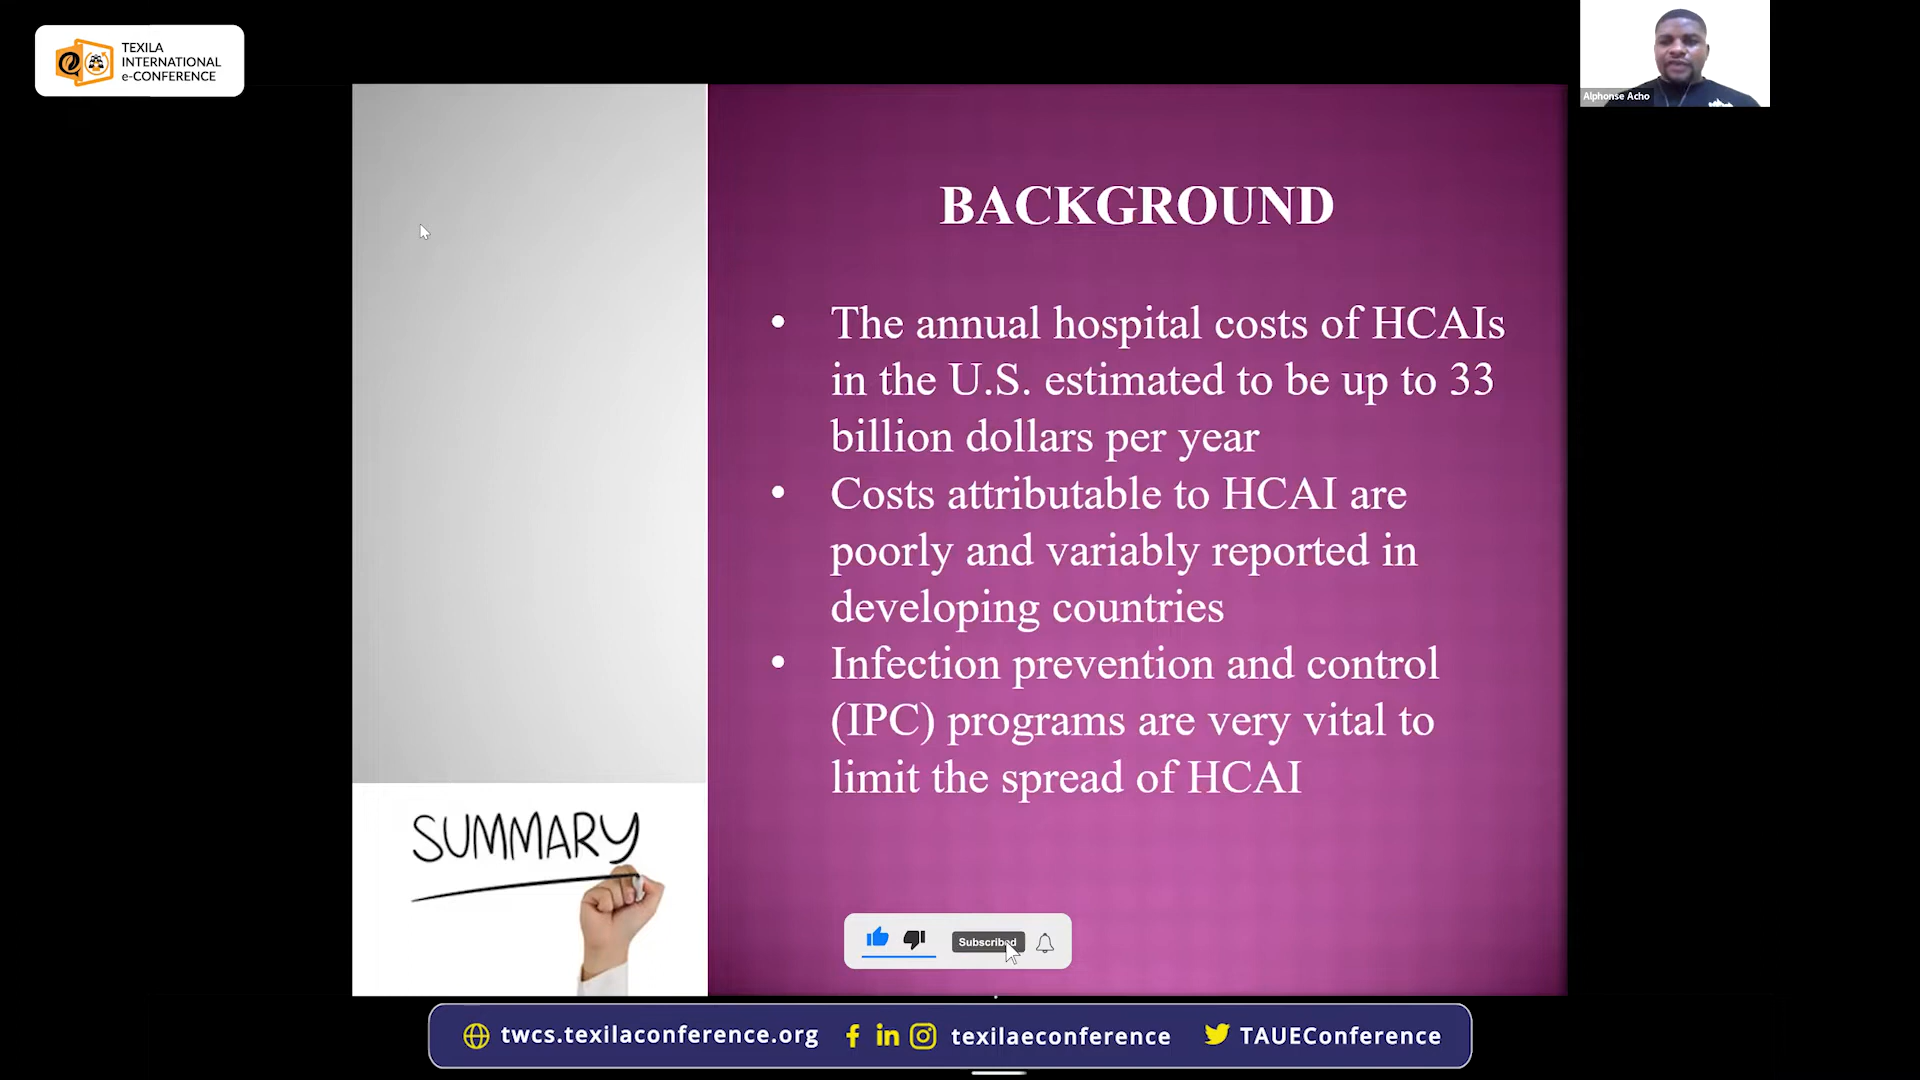 TEXILA
INTERNATIONAL
e-CONFERENCE
Alphonse Acho
BACKGROUND
• The annual hospital costs of HCAIs
in the U.S. estimated to be up to 33
billion dollars per year
• Costs attributable to HCAI are
poorly and variably reported in
developing countries
• Infection prevention and control
(IPC) programs are very vital to
limit the spread of HCAI
SUMMARY
Subscribed
twcs.texilaconference.org texilaeconference TAUEConference